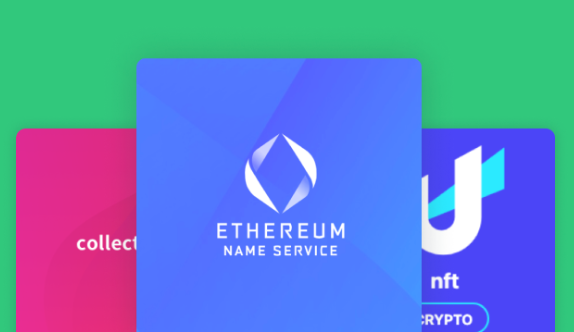 collect
ETHEREUM
NAME SERVICE
nft
CRYPTO